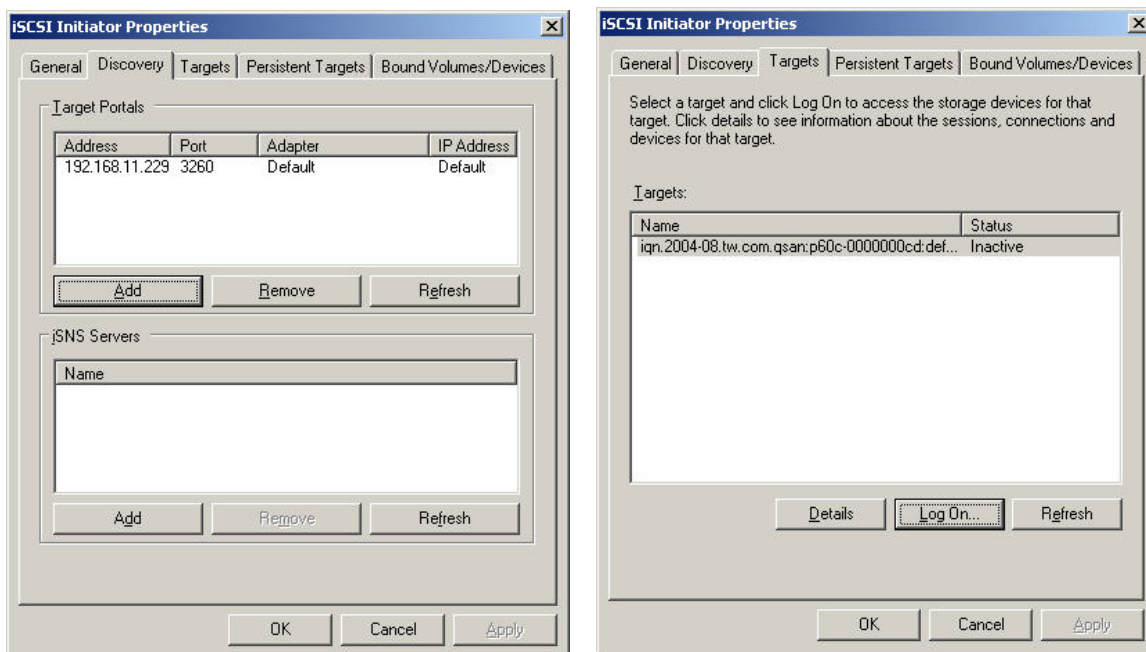 iSCSI Initiator Properties
General Discovery Targets Persistent Targets Bound Volumes/Devices
Target Portals
Address Port Adapter IP Address
192.168.11.229 3260 Default Default
Add Remove Refresh
iSNS Servers
Name
Add Remove Refresh
OK Cancel Apply
iSCSI Initiator Properties
General Discovery Targets Persistent Targets Bound Volumes/Devices
Select a target and click Log On to access the storage devices for that
target. Click details to see information about the sessions, connections and
devices for that target.
Targets:
Name Status
iqn.2004-08.tw.com.qsan:p60c-0000000cd:def... Inactive
Details Log On... Refresh
OK Cancel Apply